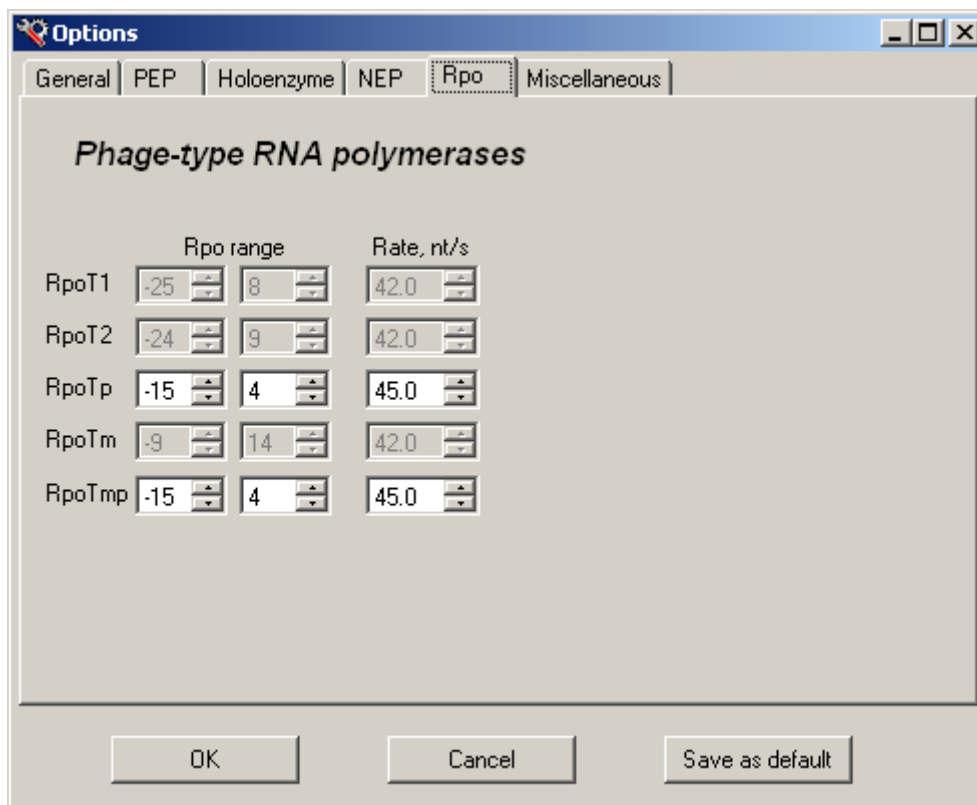 Options
General PEP Holoenzyme NEP Rpo Miscellaneous
Phage-type RNA polymerases
Rpo range Rate, nt/s
RpoT1 -25 8 42.0
RpoT2 -24 9 42.0
RpoTp -15 4 45.0
RpoTm -9 14 42.0
RpoTmp -15 4 45.0
OK Cancel Save as default